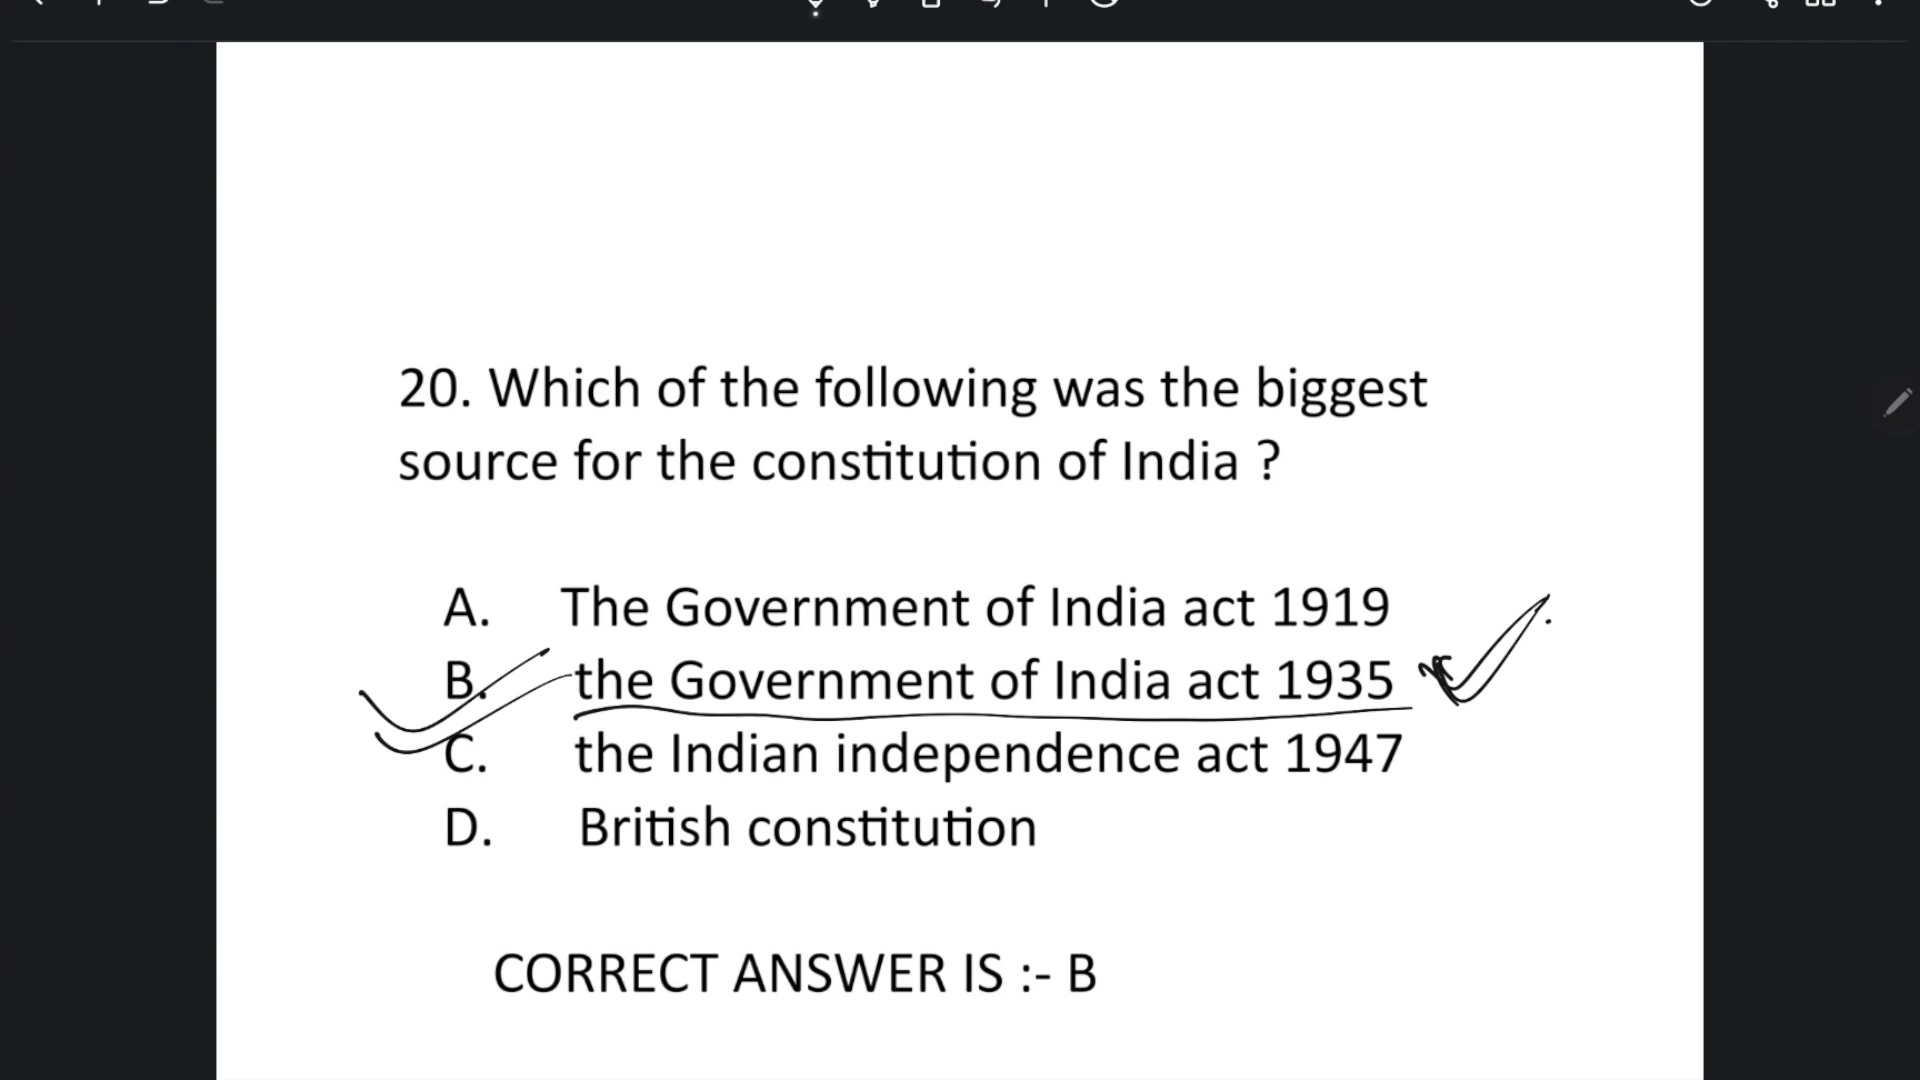 20. Which of the following was the biggest
source for the constitution of India ?
A. The Government of India act 1919
B. the Government of India act 1935
C. the Indian independence act 1947
D. British constitution
CORRECT ANSWER IS :- B